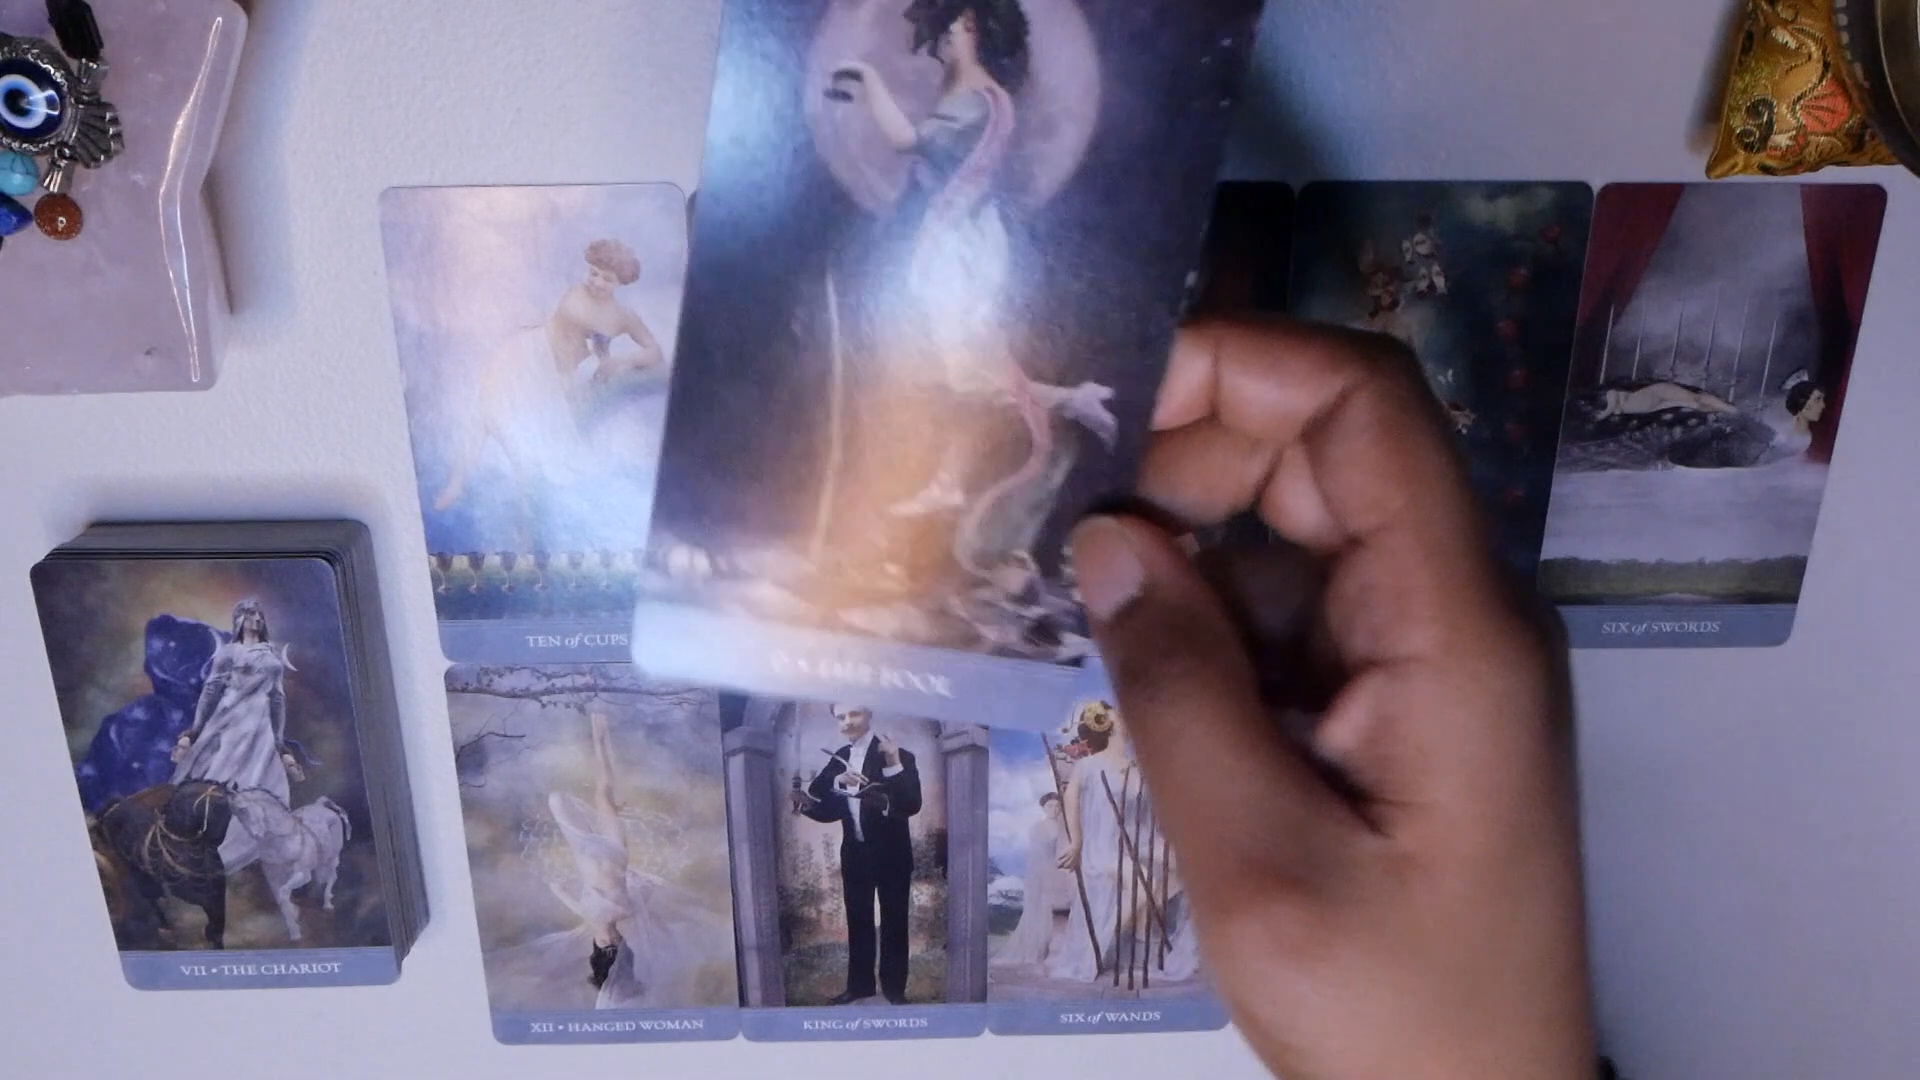 TEN of CUPS
SIX of SWORDS
VII • THE CHARIOT
XII • HANGED WOMAN
KING of SWORDS
SIX of WANDS